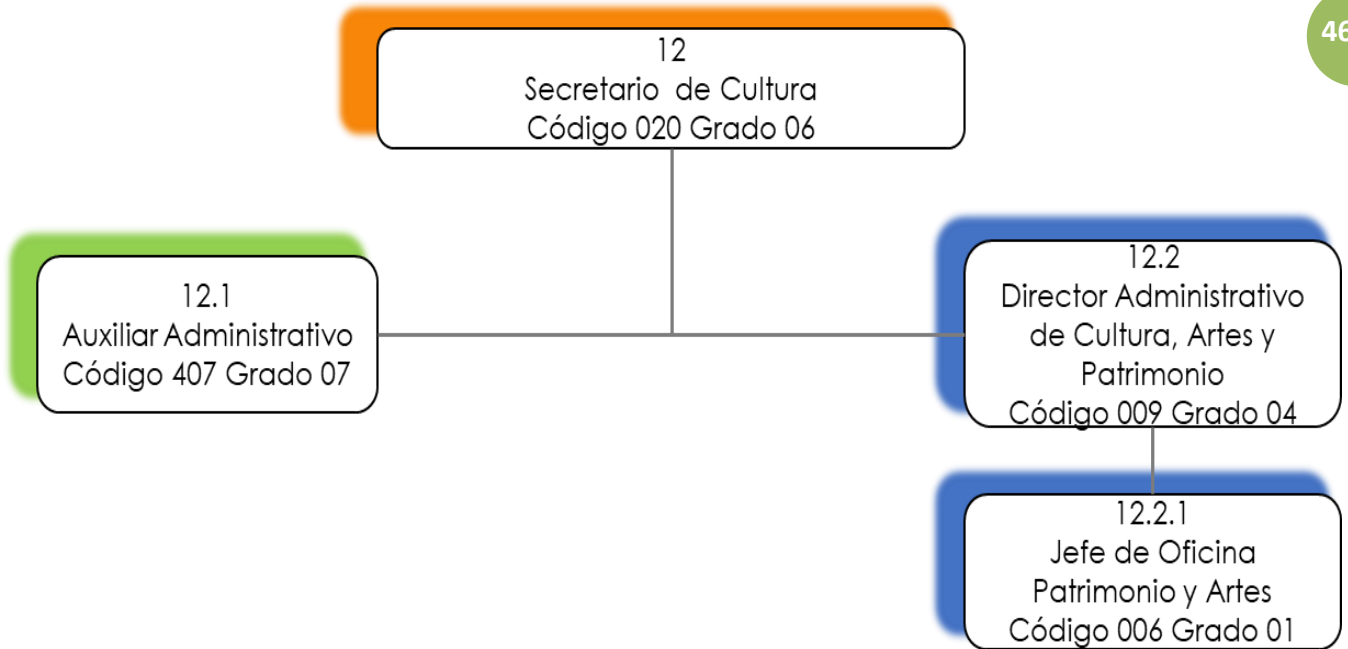 46
12
Secretario de Cultura
Código 020 Grado 06
12.1
Auxiliar Administrativo
Código 407 Grado 07
12.2
Director Administrativo
de Cultura, Artes y
Patrimonio
Código 009 Grado 04
12.2.1
Jefe de Oficina
Patrimonio y Artes
Código 006 Grado 01